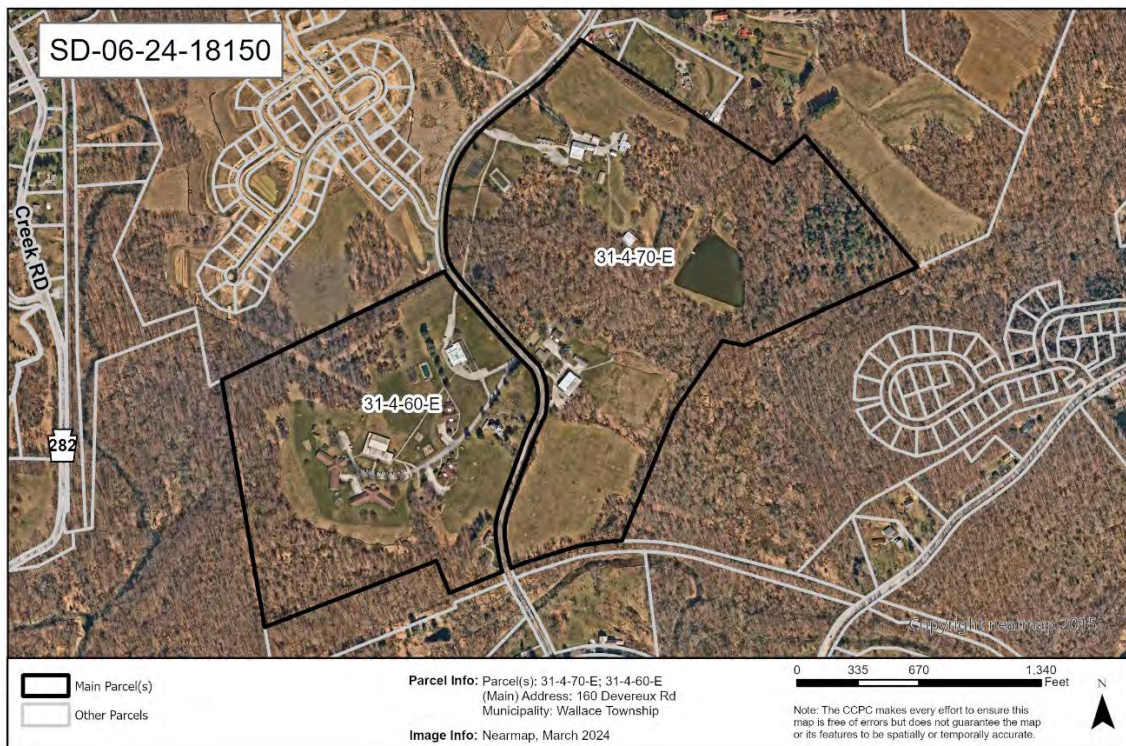 SD-06-24-18150
Creek RD
31-4-70-E
31-4-60-E
282
Copyright nearmap 2015
Main Parcel(s)
Other Parcels
Parcel Info: Parcel(s): 31-4-70-E; 31-4-60-E
(Main) Address: 160 Devereux Rd
Municipality: Wallace Township
Image Info: Nearmap, March 2024
0 335 670 1,340
Feet
N
Note: The CCPC makes every effort to ensure this
map is free of errors but does not guarantee the map
or its features to be spatially or temporally accurate.